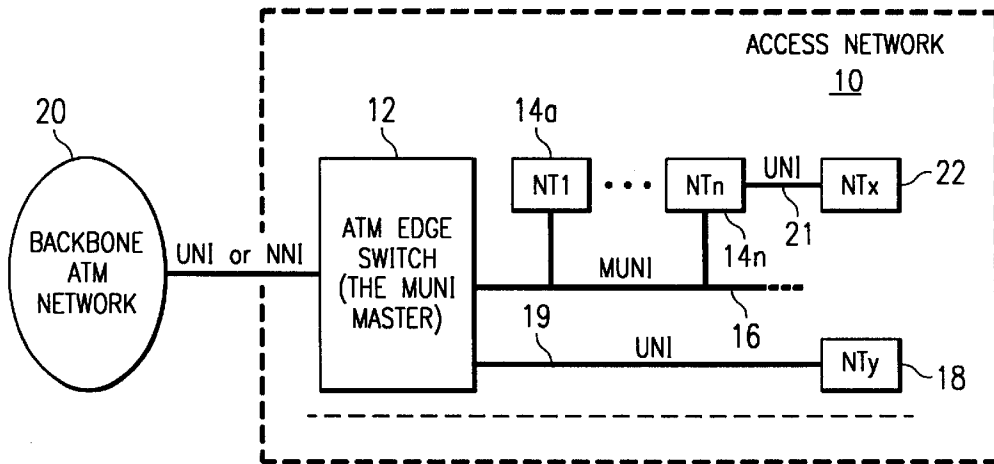 ACCESS NETWORK
10
20
12
14a
NT1
NTn
UNI
NTx
22
21
14n
BACKBONE
ATM
NETWORK
UNI or NNI
ATM EDGE
SWITCH
(THE MUNI
MASTER)
MUNI
16
19
UNI
NTy
18